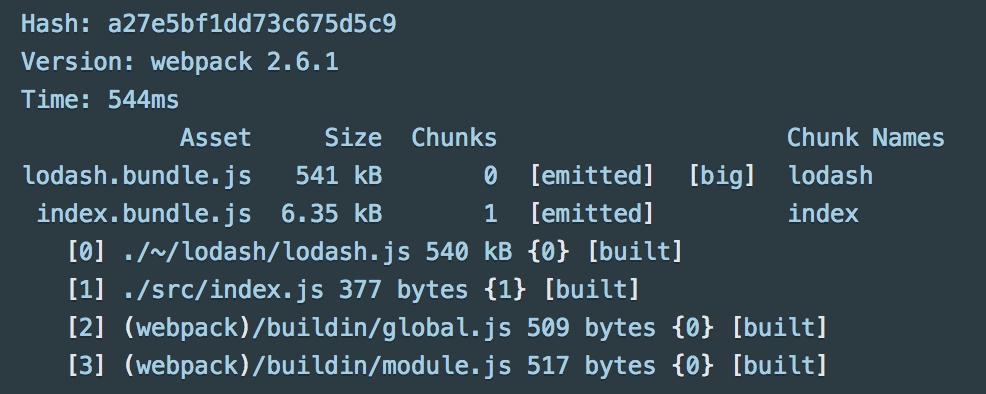 Hash: a27e5bf1dd73c675d5c9
Version: webpack 2.6.1
Time: 544ms
Asset Size Chunks Chunk Names
lodash.bundle.js 541 kB 0 [emitted] [big] lodash
index.bundle.js 6.35 kB 1 [emitted] index
[0] ./~/lodash/lodash.js 540 kB {0} [built]
[1] ./src/index.js 377 bytes {1} [built]
[2] (webpack)/buildin/global.js 509 bytes {0} [built]
[3] (webpack)/buildin/module.js 517 bytes {0} [built]